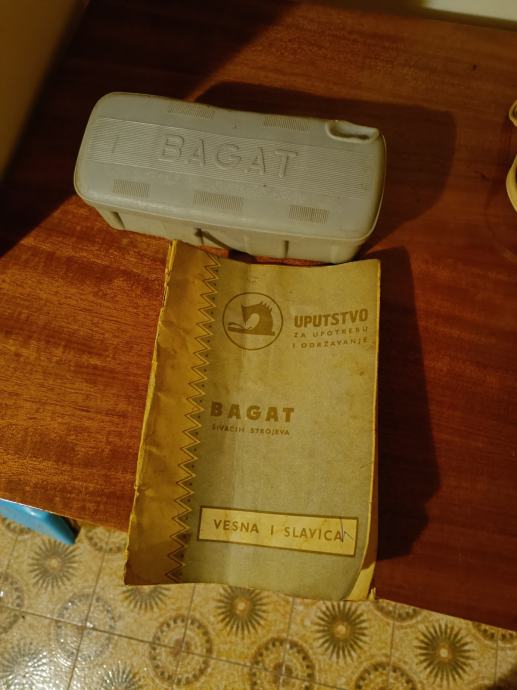 BAGAT
UPUTSTVO
ZA UPOTREBU
I ODRŽAVANJE
BAGAT
ŠIVAĆIH STROJEVA
VESNA I SLAVICA